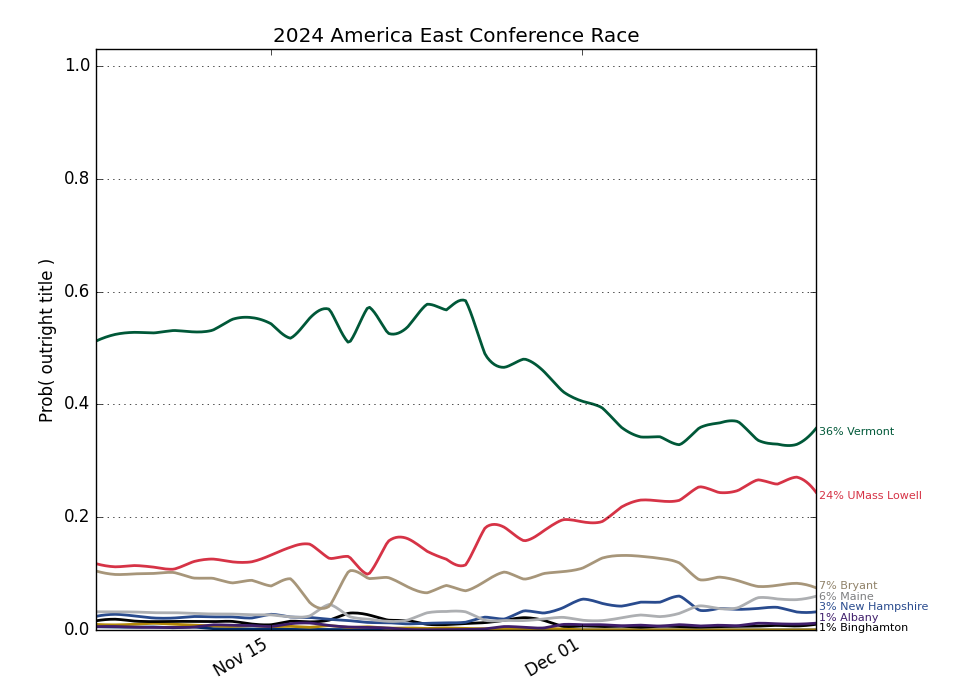 2024 America East Conference Race
1.0
0.8
0.6
0.4
0.2
0.0
Prob( outright title )
Nov 15
Dec 01
36% Vermont
24% UMass Lowell
7% Bryant
6% Maine
3% New Hampshire
1% Albany
1% Binghamton